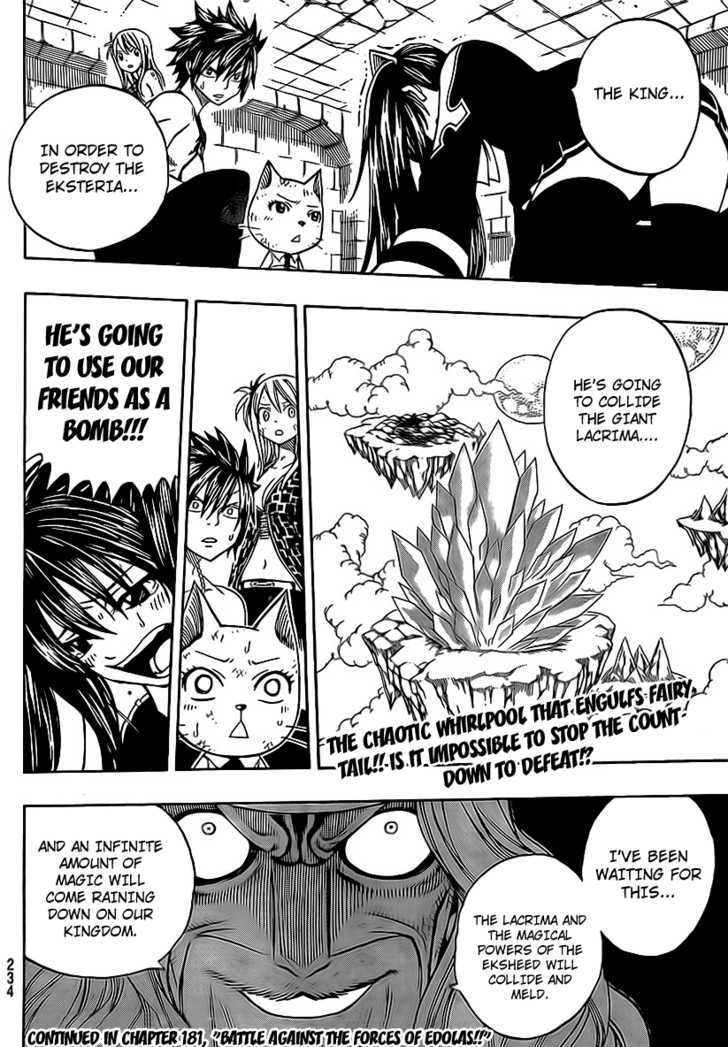 THE KING...
IN ORDER TO
DESTROY THE
EKSTERIA...
HE'S GOING
TO COLLIDE
THE GIANT
LACRIMA....
THE CHAOTIC WHIRLPOOL THAT ENGULFS FAIRY
TAIL!! IS IT IMPOSSIBLE TO STOP THE COUNT
DOWN TO DEFEAT!?
HE'S GOING
TO USE OUR
FRIENDS AS A
BOMB!!!
I'VE BEEN
WAITING FOR
THIS...
THE LACRIMA AND
THE MAGICAL
POWERS OF THE
EKSHEED WILL
COLLIDE AND
MELD.
AND AN INFINITE
AMOUNT OF
MAGIC WILL
COME RAINING
DOWN ON OUR
KINGDOM.
234
CONTINUED IN CHAPTER 181, "BATTLE AGAINST THE FORCES OF EDOLAS!!"